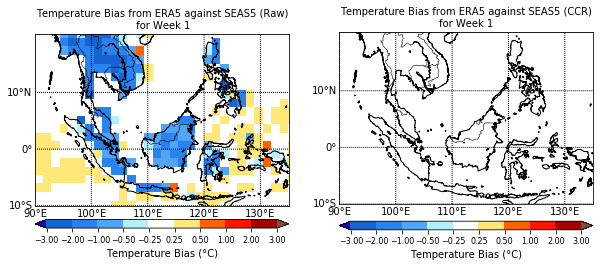 Temperature Bias from ERA5 against SEAS5 (Raw)
for Week 1
10°N
0°
10°S
90°E 100°E 110°E 120°E 130°E
−3.00 −2.00 −1.00 −0.50 −0.25 0.25 0.50 1.00 2.00 3.00
Temperature Bias (°C)
Temperature Bias from ERA5 against SEAS5 (CCR)
for Week 1
10°N
0°
10°S
90°E 100°E 110°E 120°E 130°E
−3.00 −2.00 −1.00 −0.50 −0.25 0.25 0.50 1.00 2.00 3.00
Temperature Bias (°C)